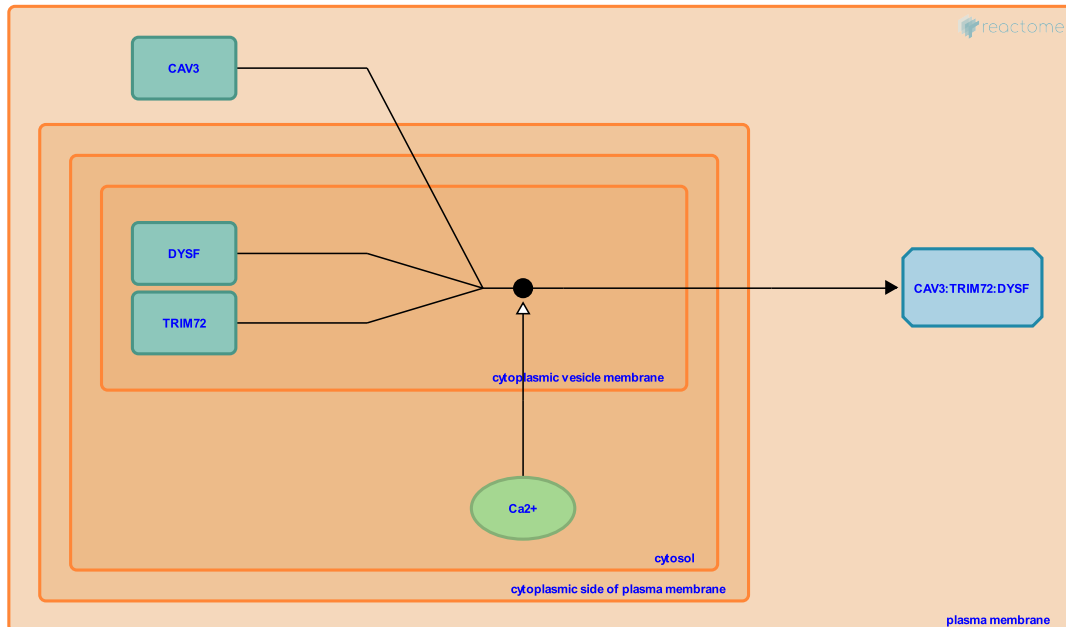 reactome
CAV3
DYSF
CAV3:TRIM72:DYSF
TRIM72
cytoplasmic vesicle membrane
Ca2+
cytosol
cytoplasmic side of plasma membrane
plasma membrane